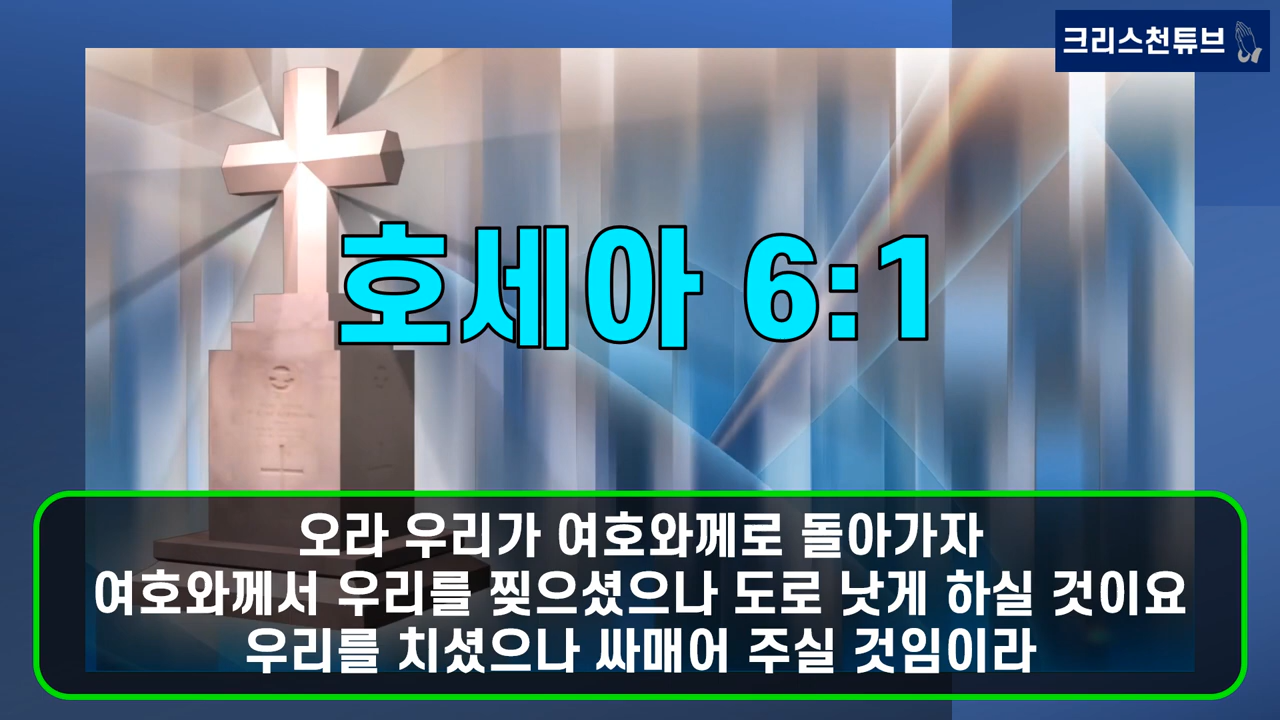 크리스천튜브
호세아 6:1
오라 우리가 여호와께로 돌아가자
여호와께서 우리를 찢으셨으나 도로 낫게 하실 것이요
우리를 치셨으나 싸매어 주실 것임이라